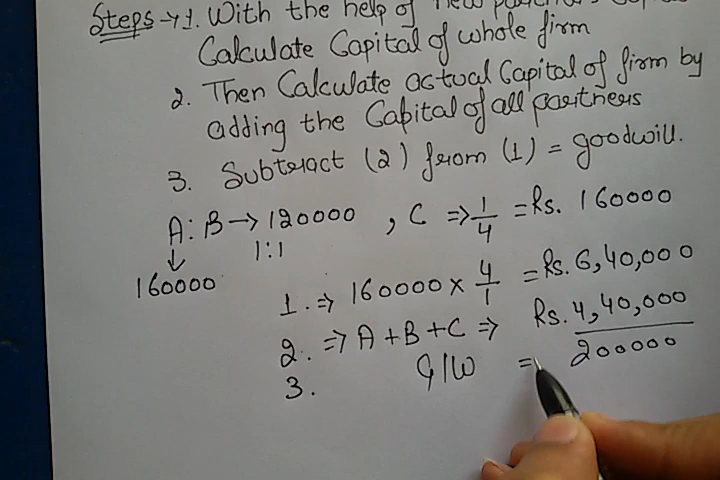 Steps → 1. With the help of new partner's
Calculate Capital of whole firm
2. Then Calculate actual Capital of firm by
adding the Capital of all partners
3. Subtract (2) from (1) = goodwill.
A : B → 120000 , C ⇒ 1/4 = Rs. 160000
↓ 1:1
160000
1. ⇒ 160000 × 4/1 = Rs. 6,40,000
2. ⇒ A + B + C ⇒ Rs. 4,40,000
3. G/W = 200000